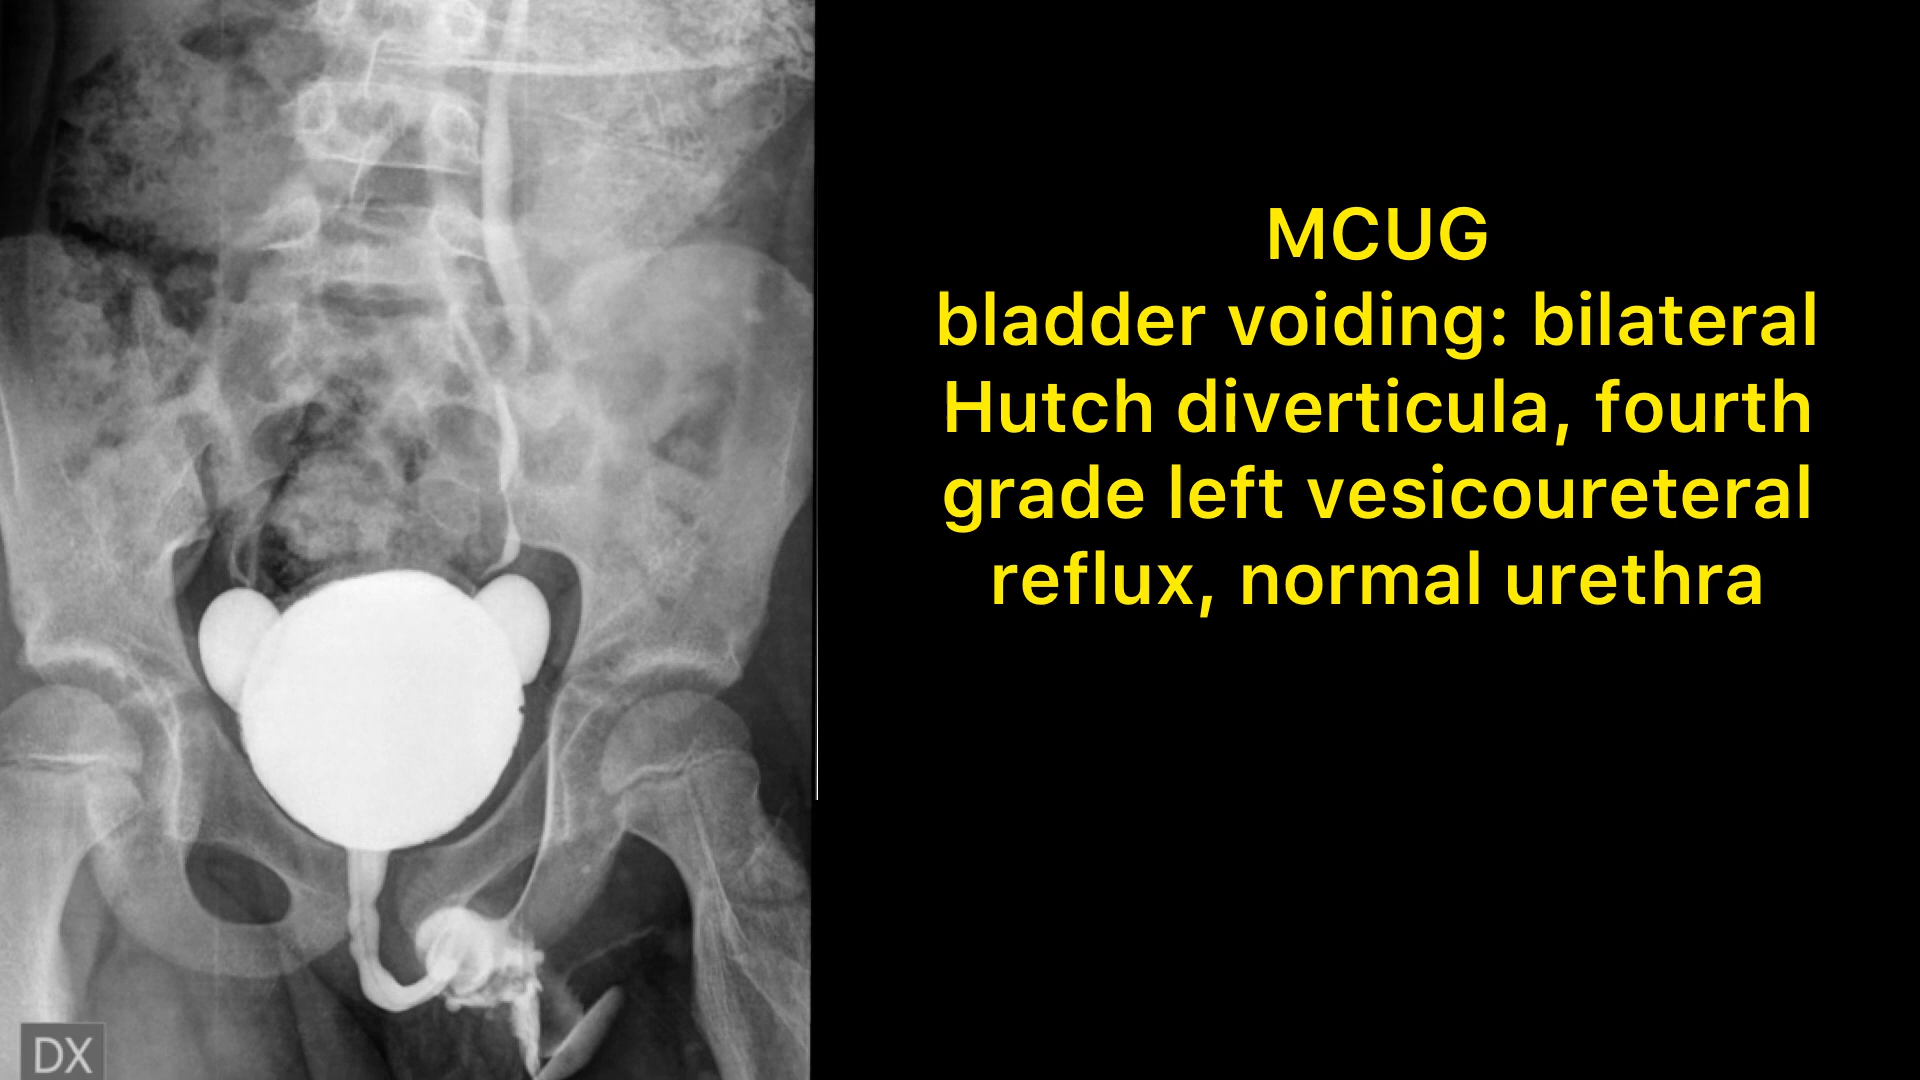 MCUG
bladder voiding: bilateral
Hutch diverticula, fourth
grade left vesicoureteral
reflux, normal urethra
DX